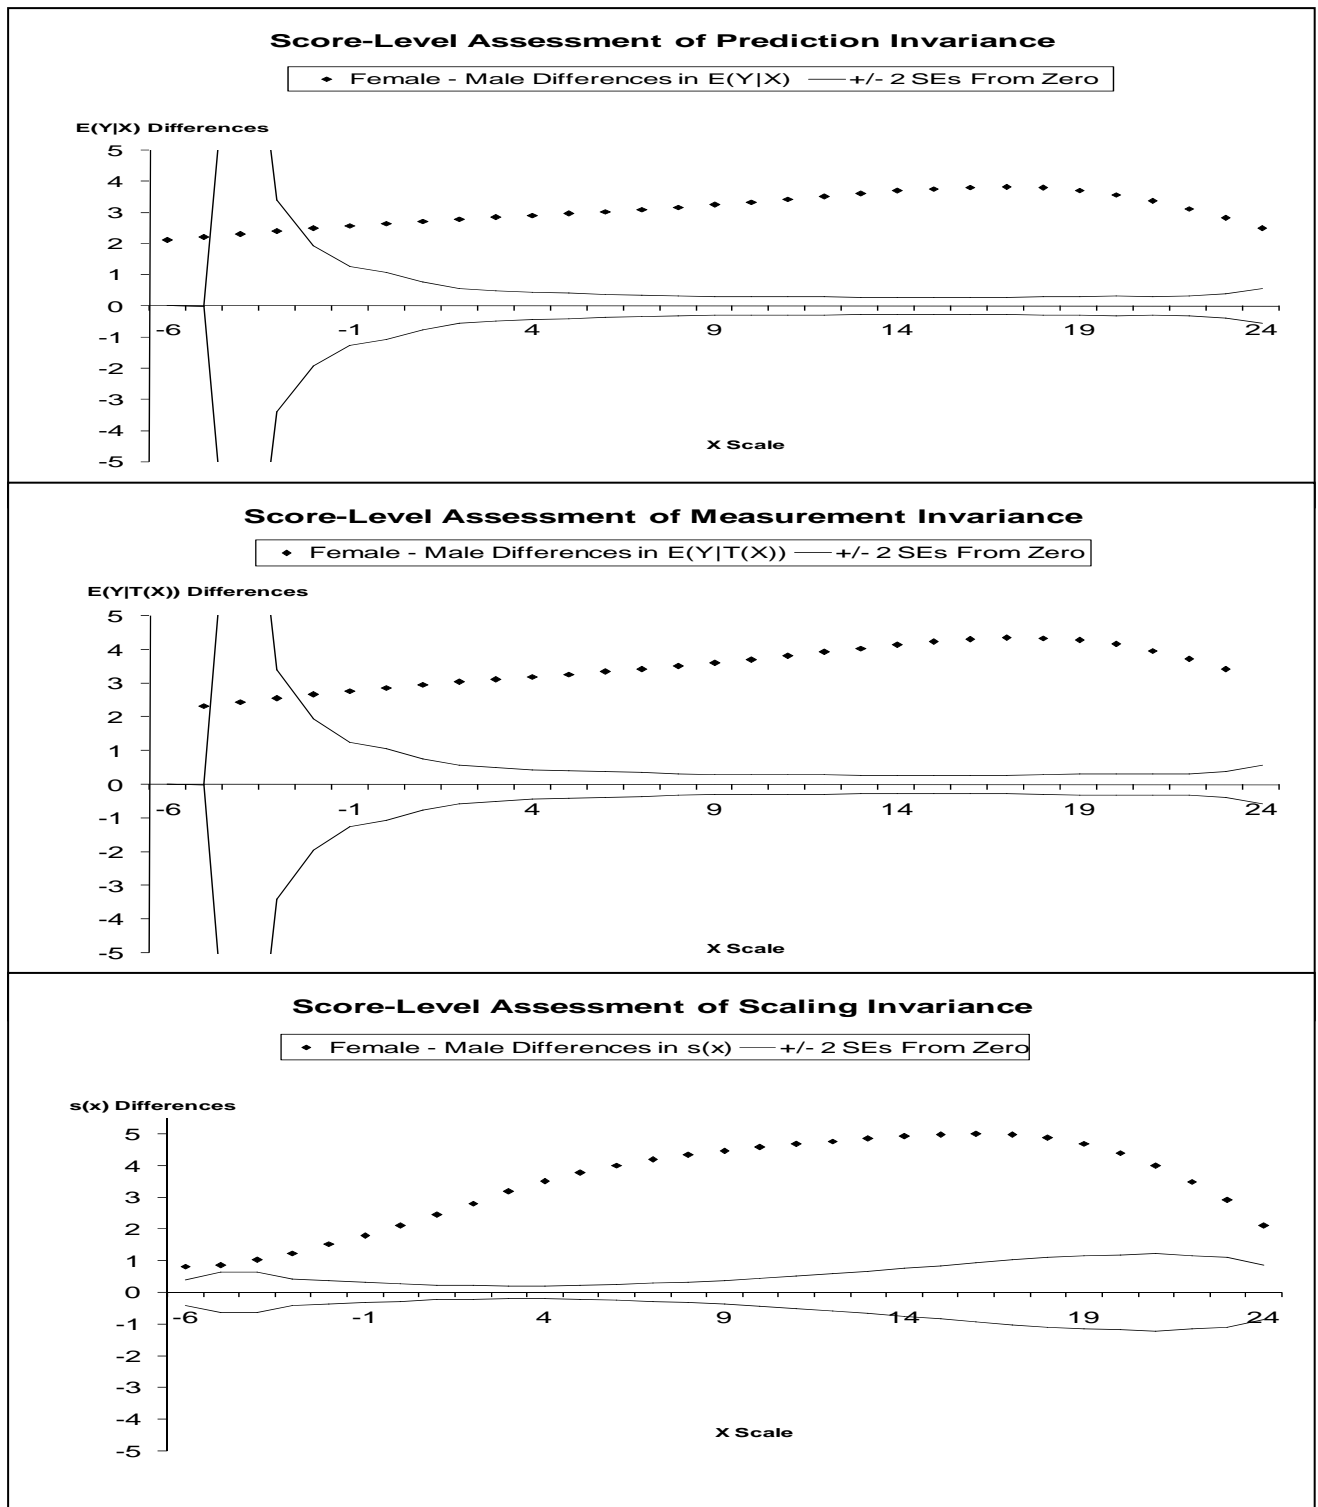 Score-Level Assessment of Prediction Invariance
Female - Male Differences in E(Y|X) +/- 2 SEs From Zero
E(Y|X) Differences
5
4
3
2
1
0
-6 -1 4 9 14 19 24
-1
-2
-3
-4
X Scale
-5
Score-Level Assessment of Measurement Invariance
Female - Male Differences in E(Y|T(X)) +/- 2 SEs From Zero
E(Y|T(X)) Differences
5
4
3
2
1
0
-6 -1 4 9 14 19 24
-1
-2
-3
-4
X Scale
-5
Score-Level Assessment of Scaling Invariance
Female - Male Differences in s(x) +/- 2 SEs From Zero
s(x) Differences
5
4
3
2
1
0
-6 -1 4 9 14 19 24
-1
-2
-3
-4
X Scale
-5